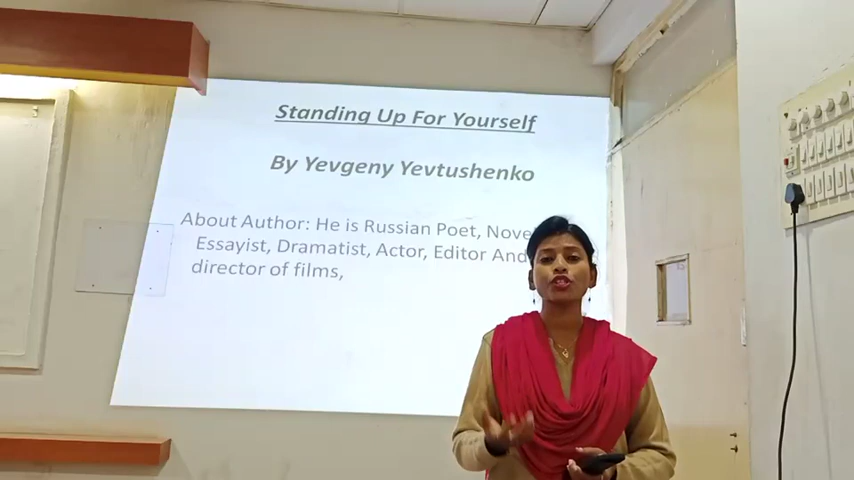 Standing Up For Yourself
By Yevgeny Yevtushenko
About Author: He is Russian Poet,
Essayist, Dramatist, Actor, Editor And
director of films,